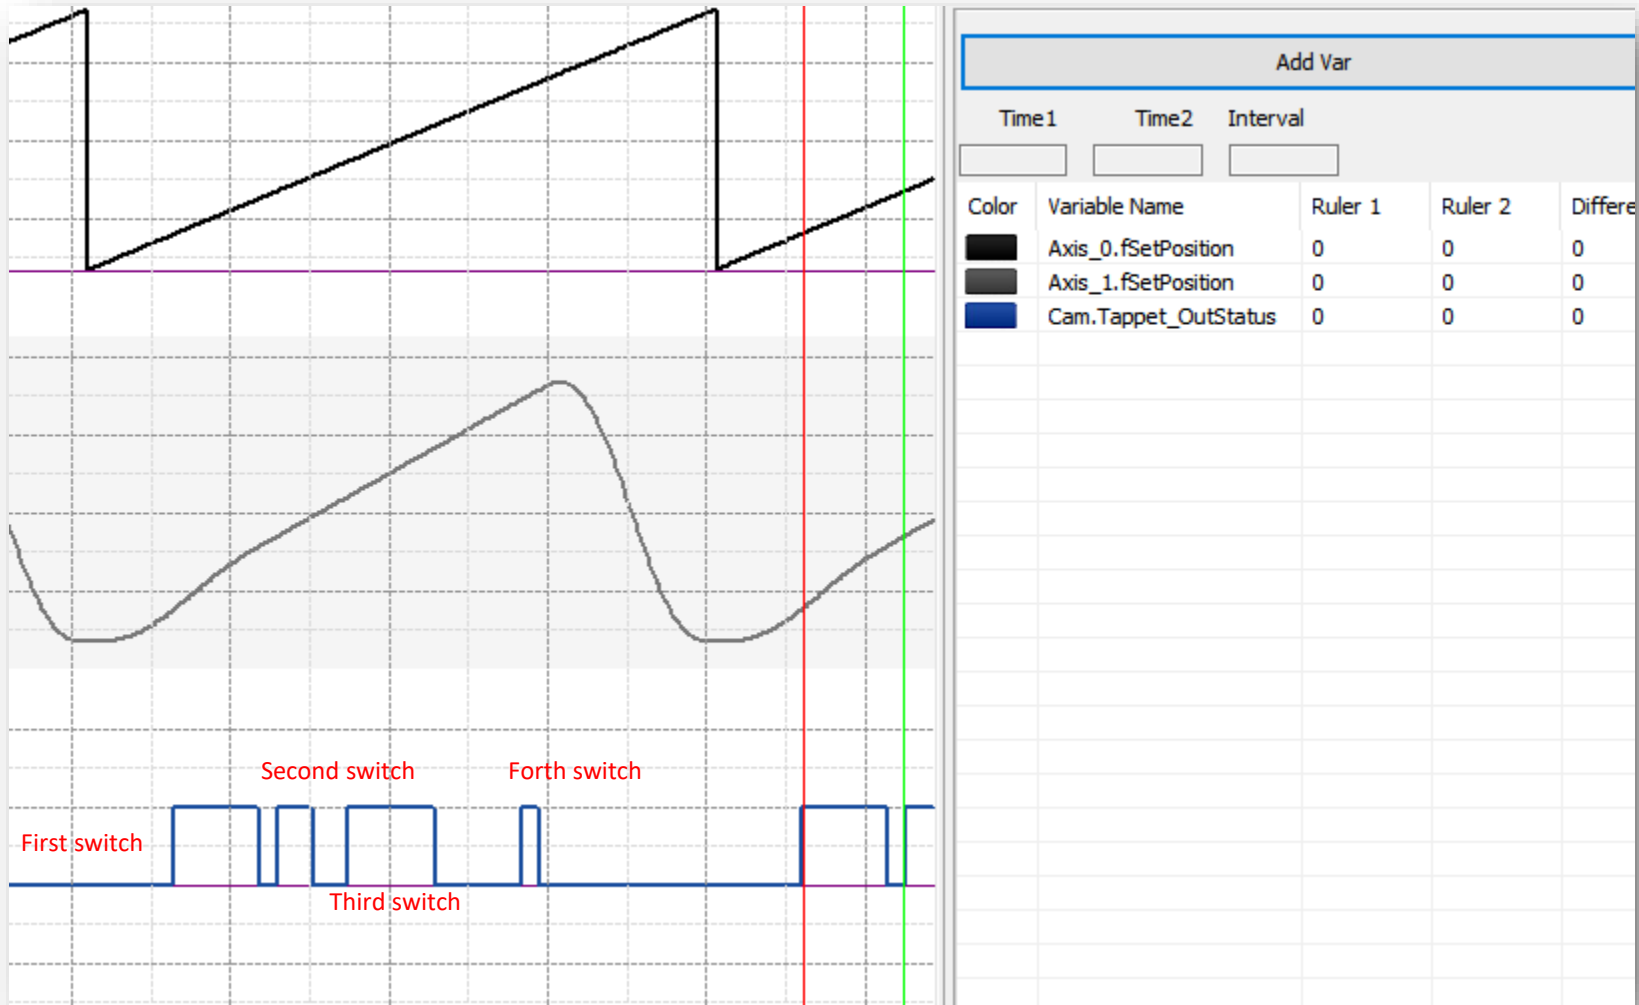 Add Var
Time1 Time2 Interval
Color Variable Name Ruler 1 Ruler 2 Differe
Axis_0.fSetPosition 0 0 0
Axis_1.fSetPosition 0 0 0
Cam.Tappet_OutStatus 0 0 0
Second switch Forth switch
First switch
Third switch